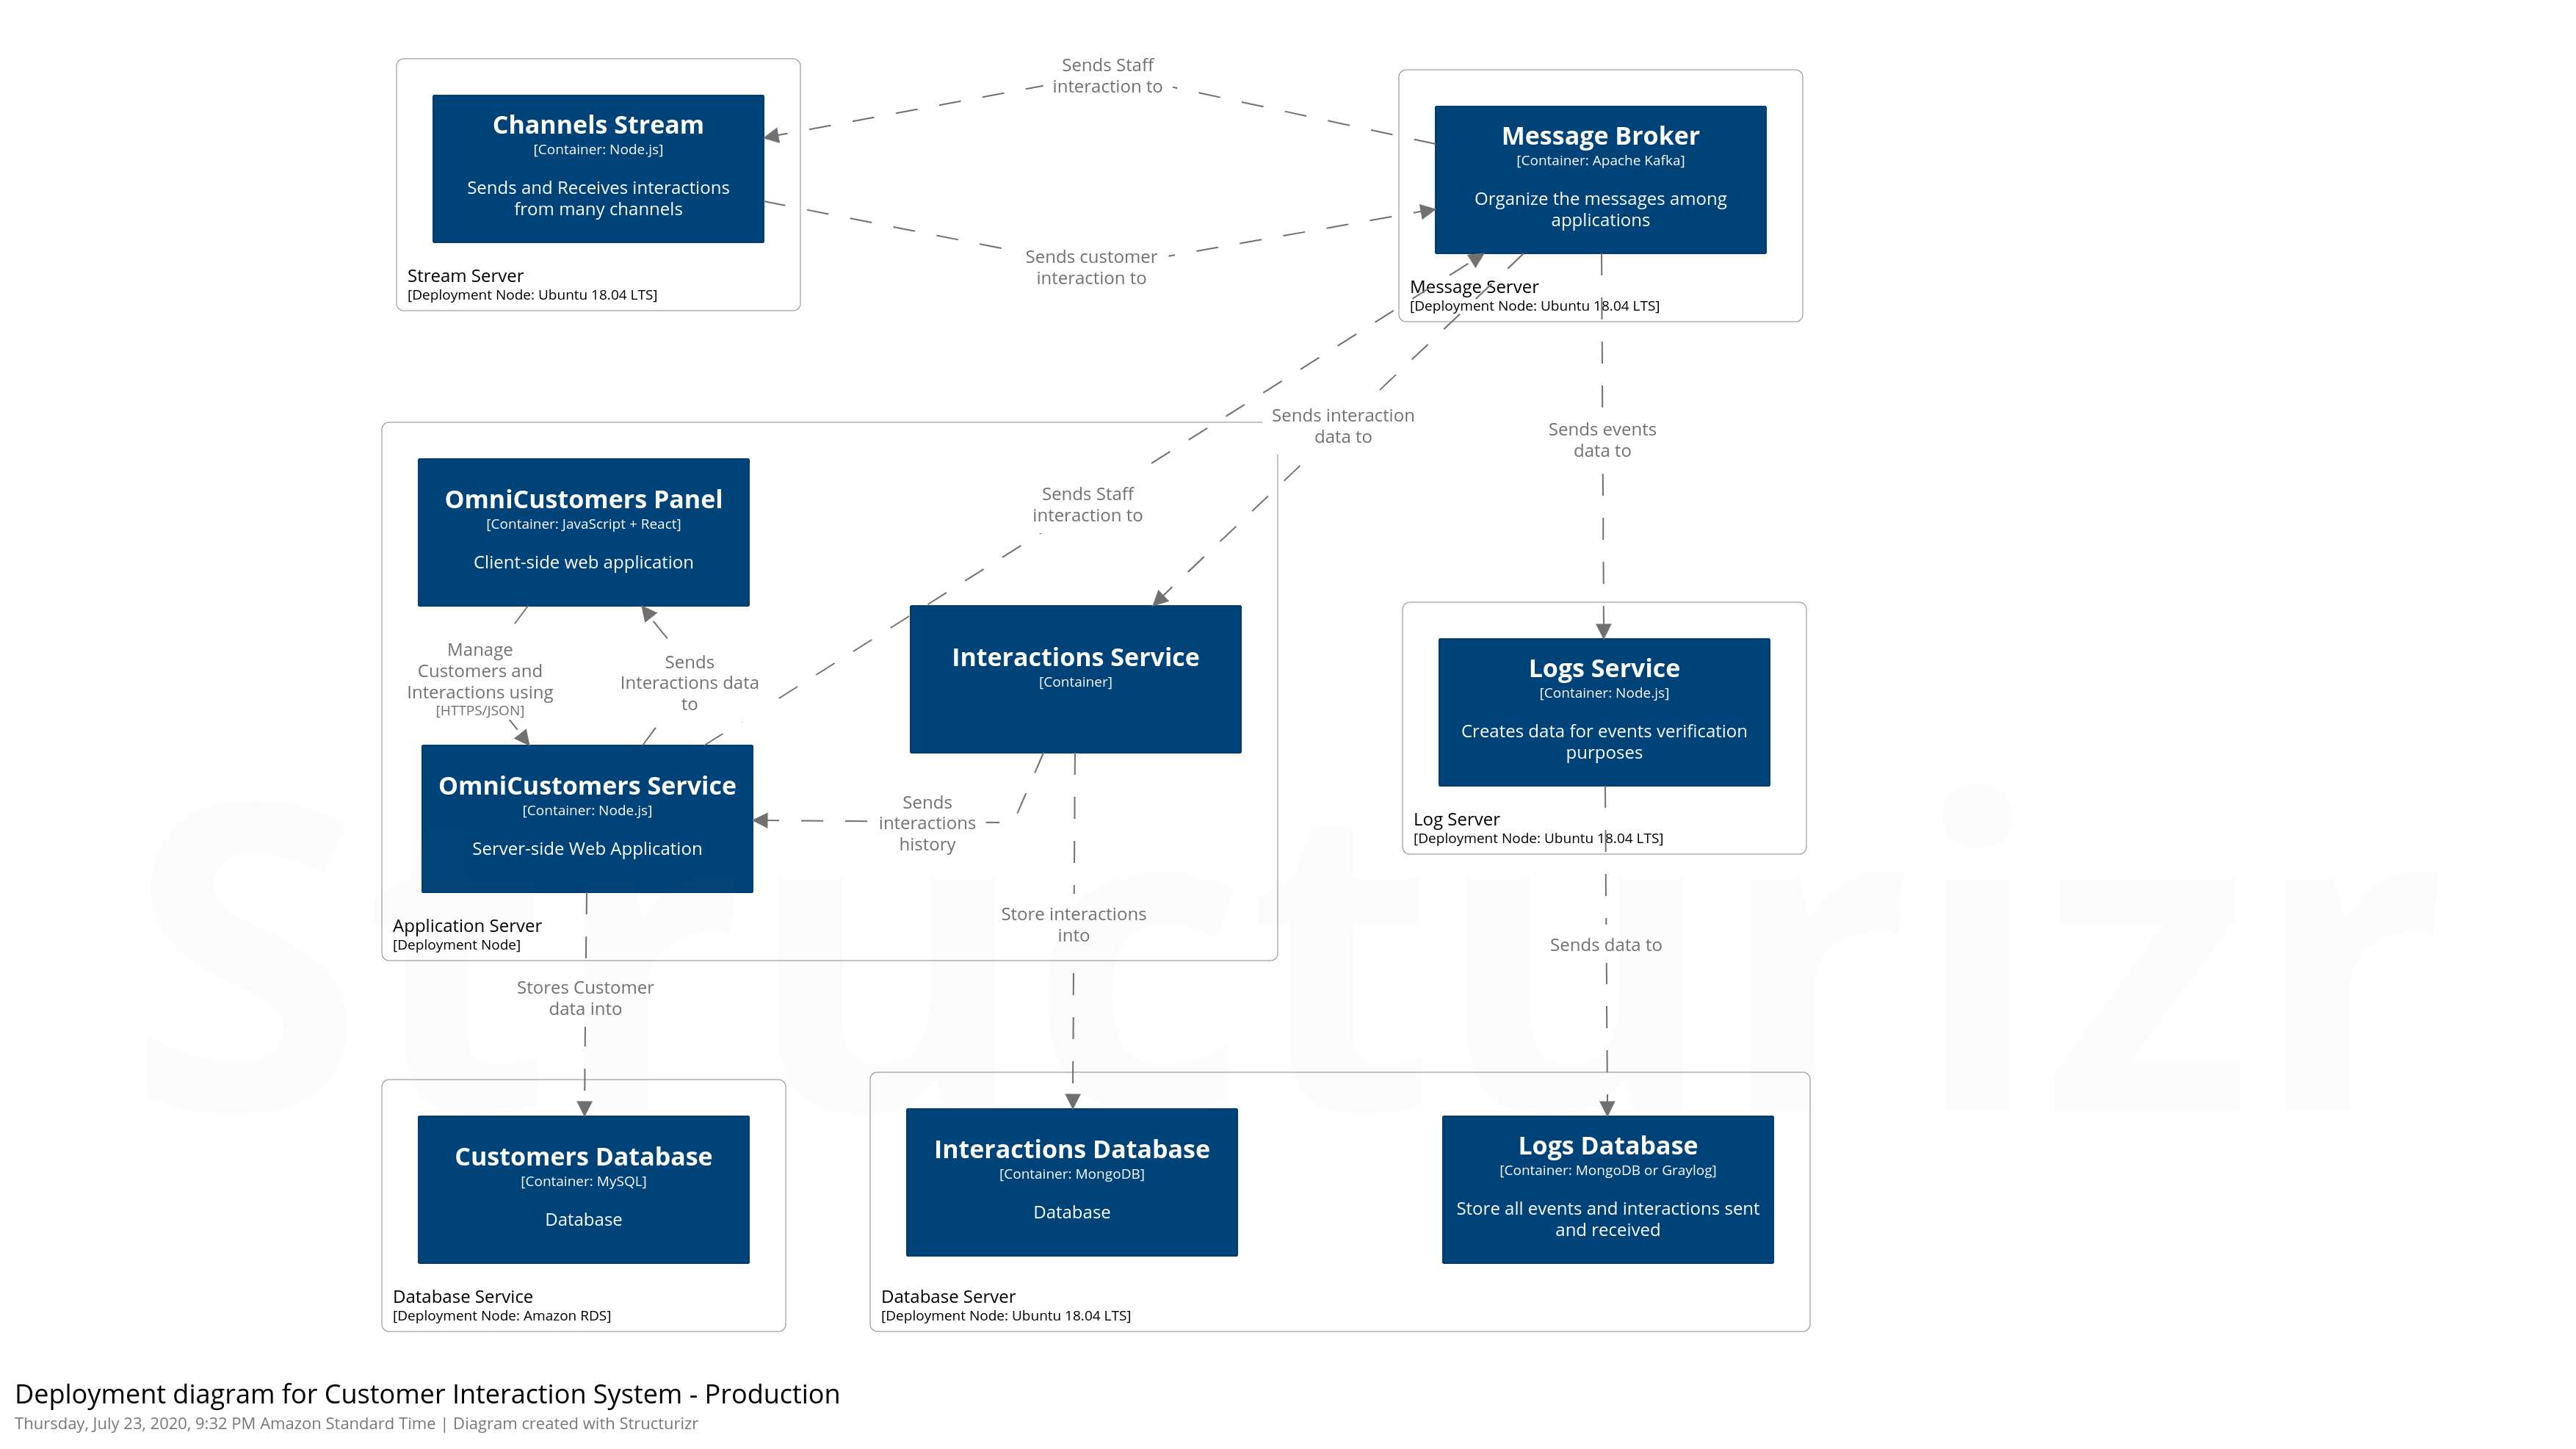 Sends Staff
interaction to
Channels Stream
[Container: Node.js]
Sends and Receives interactions
from many channels
Stream Server
[Deployment Node: Ubuntu 18.04 LTS]
Message Broker
[Container: Apache Kafka]
Organize the messages among
applications
Sends customer
interaction to
Message Server
[Deployment Node: Ubuntu 18.04 LTS]
Sends interaction
data to
Sends events
data to
OmniCustomers Panel
[Container: JavaScript + React]
Client-side web application
Sends Staff
interaction to
Manage
Customers and
Interactions using
[HTTPS/JSON]
Sends
Interactions data
to
Interactions Service
[Container]
Logs Service
[Container: Node.js]
Creates data for events verification
purposes
Log Server
[Deployment Node: Ubuntu 18.04 LTS]
OmniCustomers Service
[Container: Node.js]
Server-side Web Application
Sends
interactions
history
Application Server
[Deployment Node]
Store interactions
into
Sends data to
Stores Customer
data into
Structurizr
Customers Database
[Container: MySQL]
Database
Database Service
[Deployment Node: Amazon RDS]
Interactions Database
[Container: MongoDB]
Database
Logs Database
[Container: MongoDB or Graylog]
Store all events and interactions sent
and received
Database Server
[Deployment Node: Ubuntu 18.04 LTS]
Deployment diagram for Customer Interaction System - Production
Thursday, July 23, 2020, 9:32 PM Amazon Standard Time | Diagram created with Structurizr